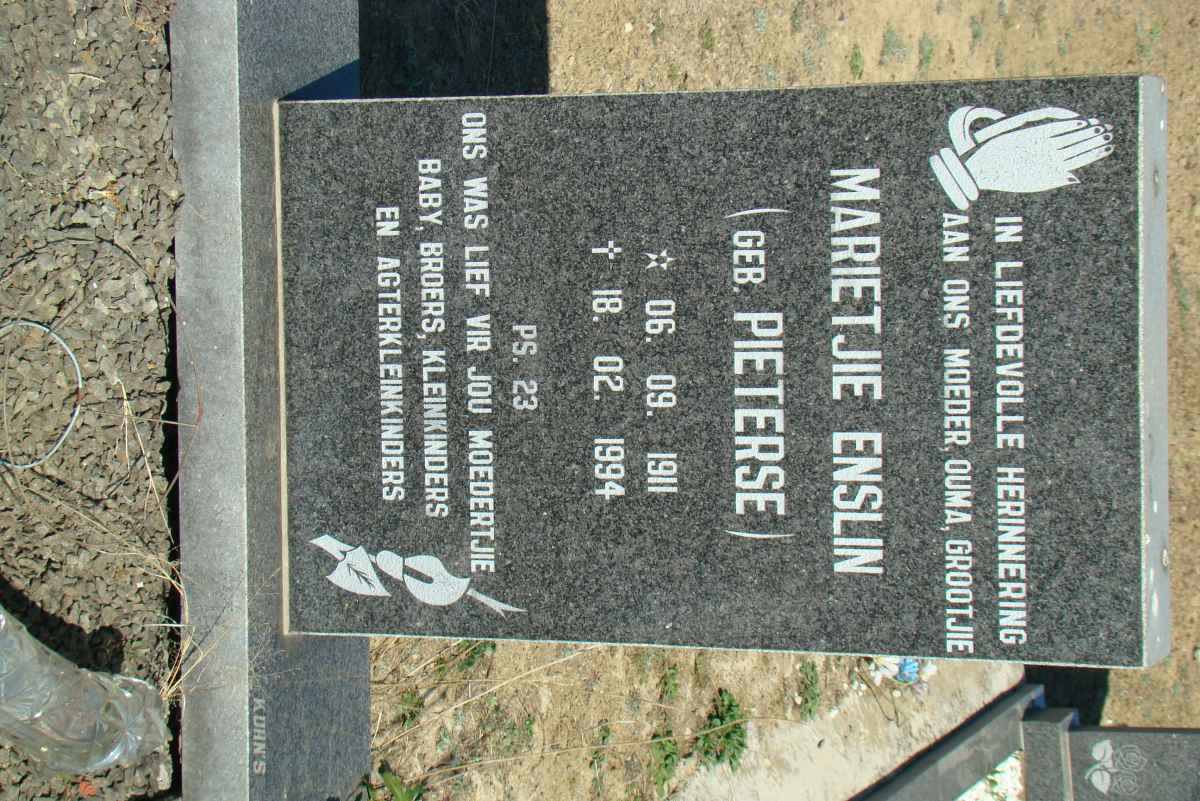 IN LIEFDEVOLLE HERINNERING
AAN ONS MOEDER, OUMA, GROOTJIE
MARIETJIE ENSLIN
(GEB. PIETERSE)
06. 09. 1911
18. 02. 1994
PS. 23
ONS WAS LIEF VIR JOU MOEDERTJIE
BABY, BROERS, KLEINKINDERS
EN AGTERKLEINKINDERS
KUHN'S